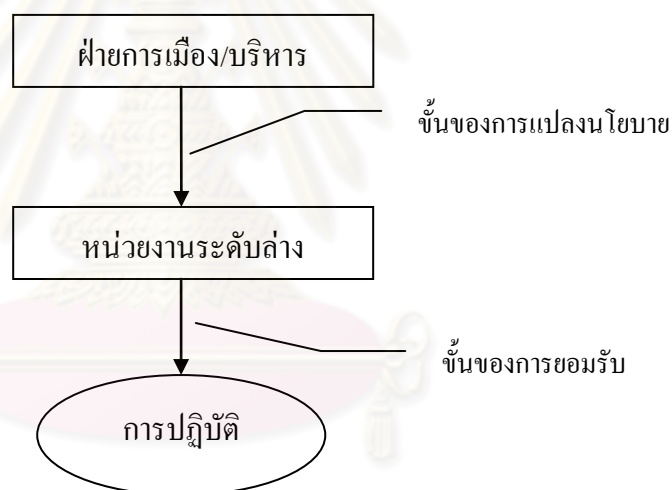 ฝ่ายการเมือง/บริหาร
ขั้นของการแปลงนโยบาย
หน่วยงานระดับล่าง
ขั้นของการยอมรับ
การปฏิบัติ